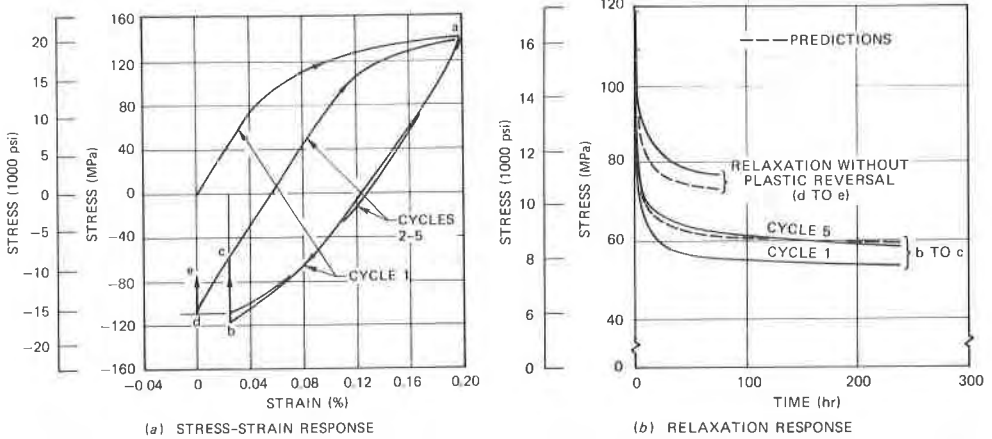 STRESS (1000 psi)
20
15
10
5
0
−5
−10
−15
−20
STRESS (MPa)
160
120
80
40
0
−40
−80
−120
−160
a
b
c
d
e
CYCLES
2-5
CYCLE 1
−0 04
0
0.04
0.08
0.12
0.16
0.20
STRAIN (%)
(a) STRESS-STRAIN RESPONSE
STRESS (1000 psi)
16
14
12
10
8
6
0
STRESS (MPa)
120
100
80
60
40
0
PREDICTIONS
RELAXATION WITHOUT
PLASTIC REVERSAL
(d TO e)
CYCLE 5
CYCLE 1
b TO c
0
100
200
300
TIME (hr)
(b) RELAXATION RESPONSE